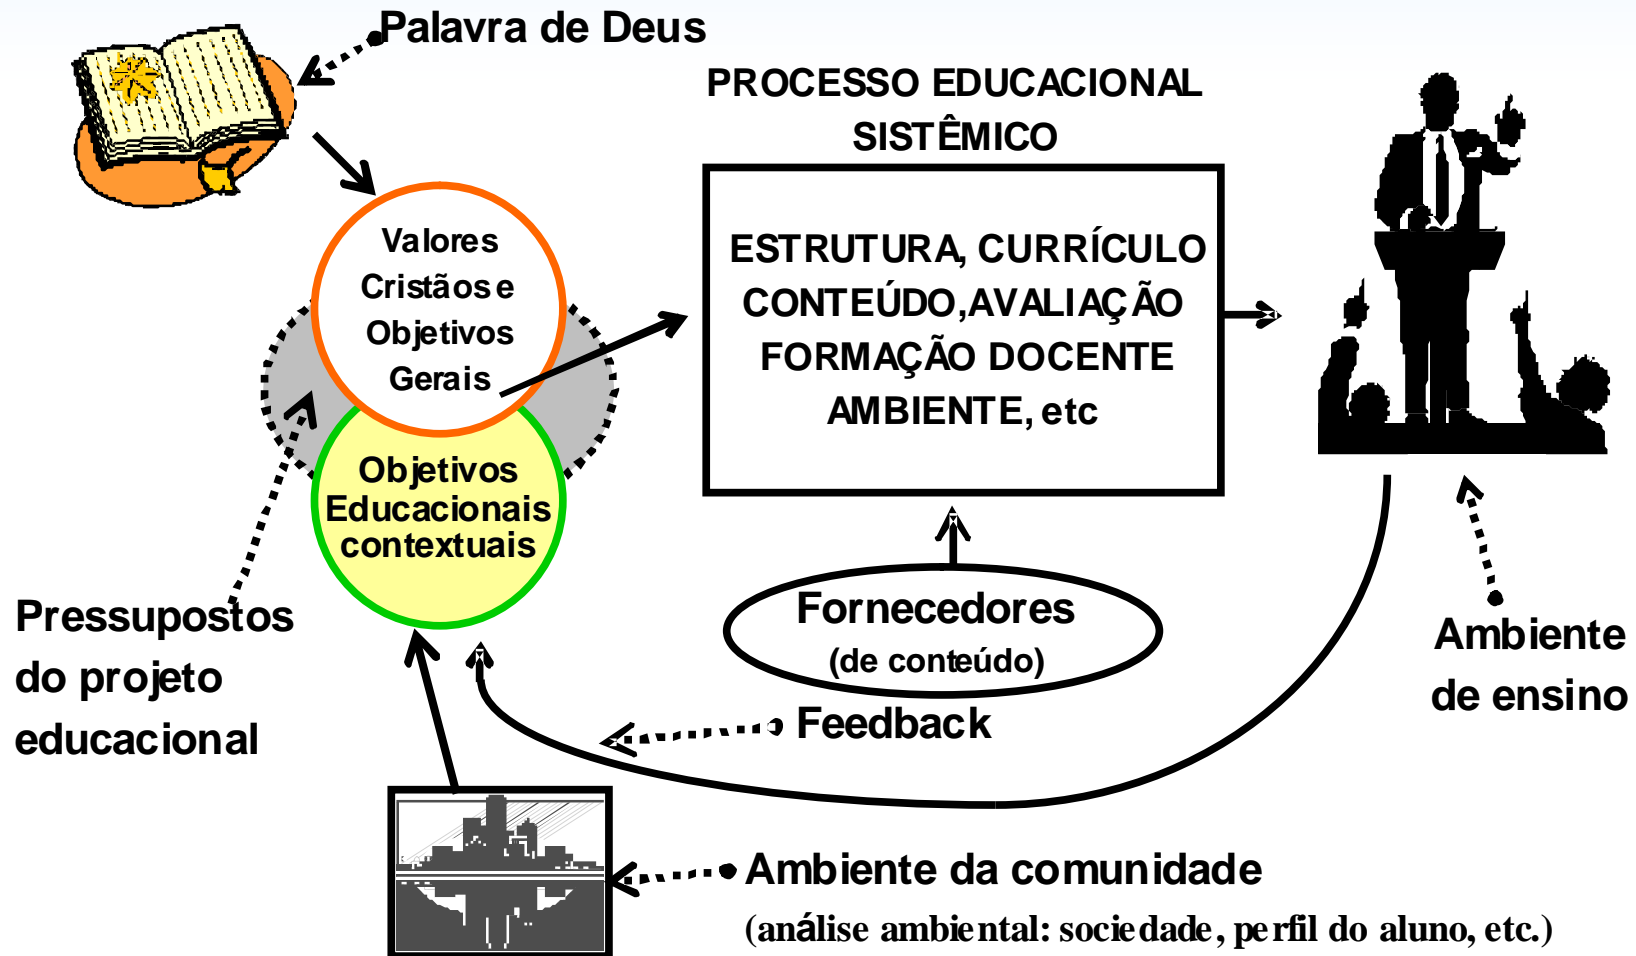 Palavra de Deus
PROCESSO EDUCACIONAL
SISTÊMICO
Valores
Cristãos e
Objetivos
Gerais
ESTRUTURA, CURRÍCULO
CONTEÚDO,AVALIAÇÃO
FORMAÇÃO DOCENTE
AMBIENTE, etc
Objetivos
Educacionais
contextuais
Pressupostos
do projeto
educacional
Fornecedores
(de conteúdo)
Ambiente
de ensino
Feedback
Ambiente da comunidade
(análise ambiental: sociedade, perfil do aluno, etc.)